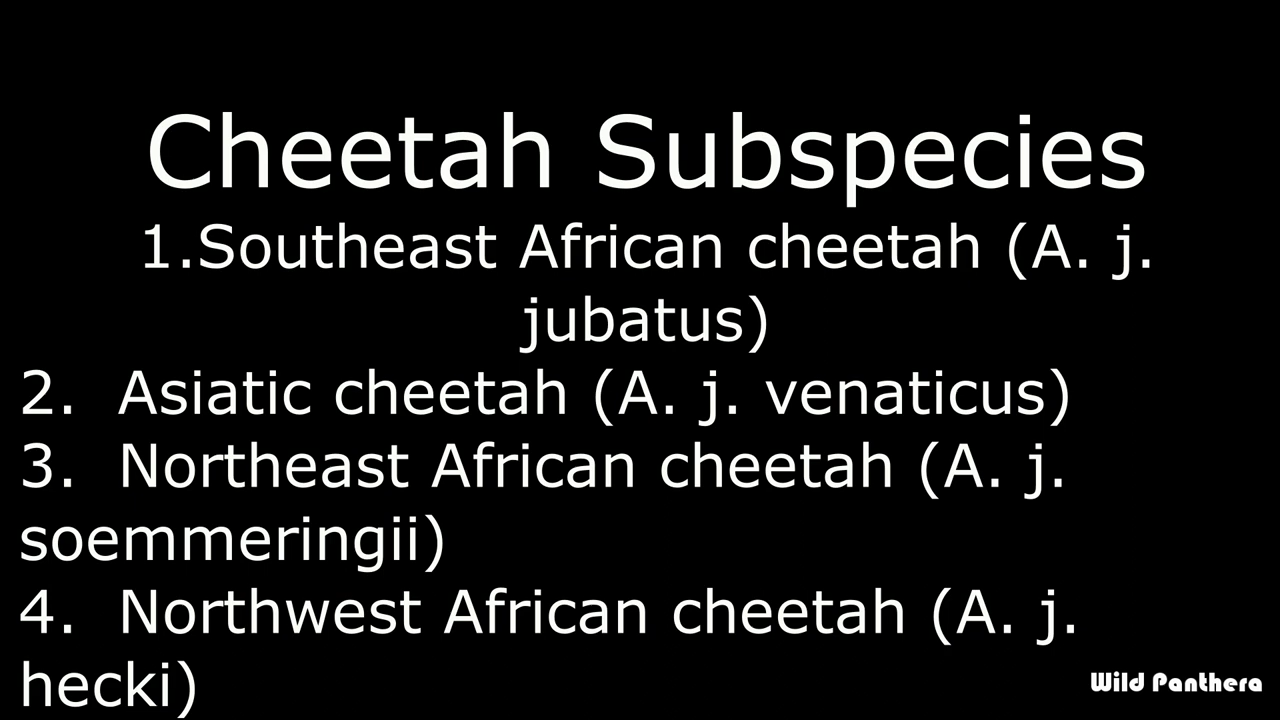 Cheetah Subspecies
1.Southeast African cheetah (A. j.
jubatus)
2.  Asiatic cheetah (A. j. venaticus)
3.  Northeast African cheetah (A. j.
soemmeringii)
4.  Northwest African cheetah (A. j.
hecki)
Wild Panthera